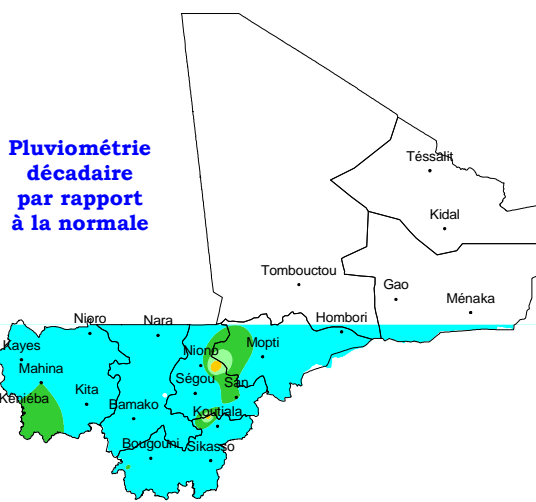 Pluviométrie
décadaire
par rapport
à la normale
Téssalit
Kidal
Tombouctou
Gao
Ménaka
Hombori
Nioro
Nara
Kayes
Niono
Mopti
Mahina
Ségou
San
Kéniéba
Kita
Bamako
Koutiala
Bougouni
Sikasso